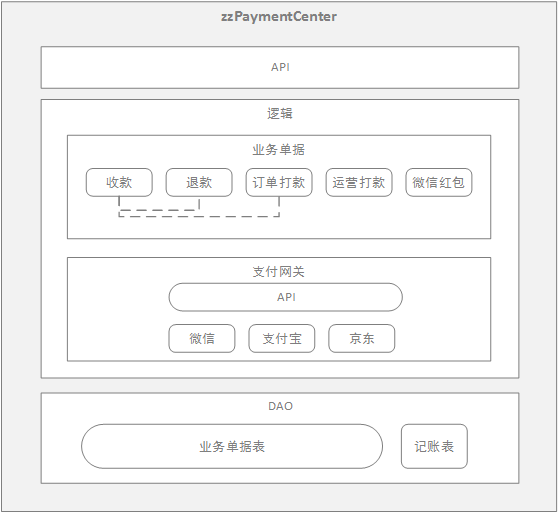 zzPaymentCenter
API
逻辑
业务单据
收款 退款 订单打款 运营打款 微信红包
支付网关
API
微信 支付宝 京东
DAO
业务单据表 记账表